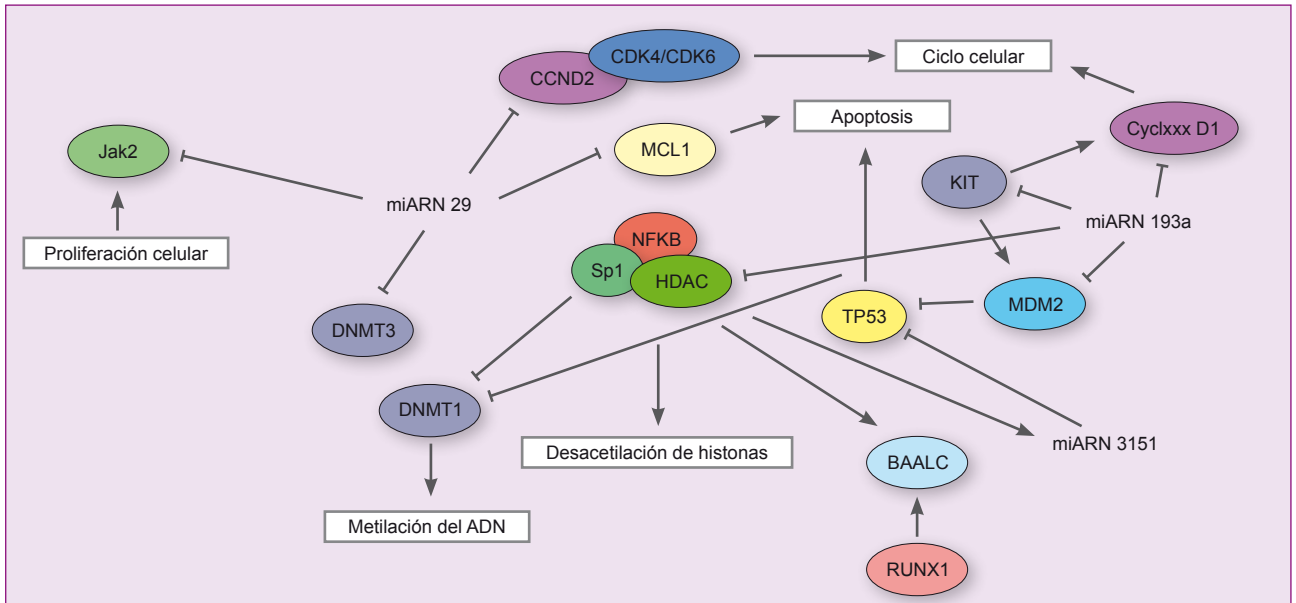 CDK4/CDK6
Ciclo celular
CCND2
Apoptosis
Cyclxxx D1
Jak2
MCL1
KIT
miARN 29
miARN 193a
Proliferación celular
NFKB
Sp1
HDAC
MDM2
TP53
DNMT3
DNMT1
miARN 3151
Desacetilación de histonas
BAALC
Metilación del ADN
RUNX1